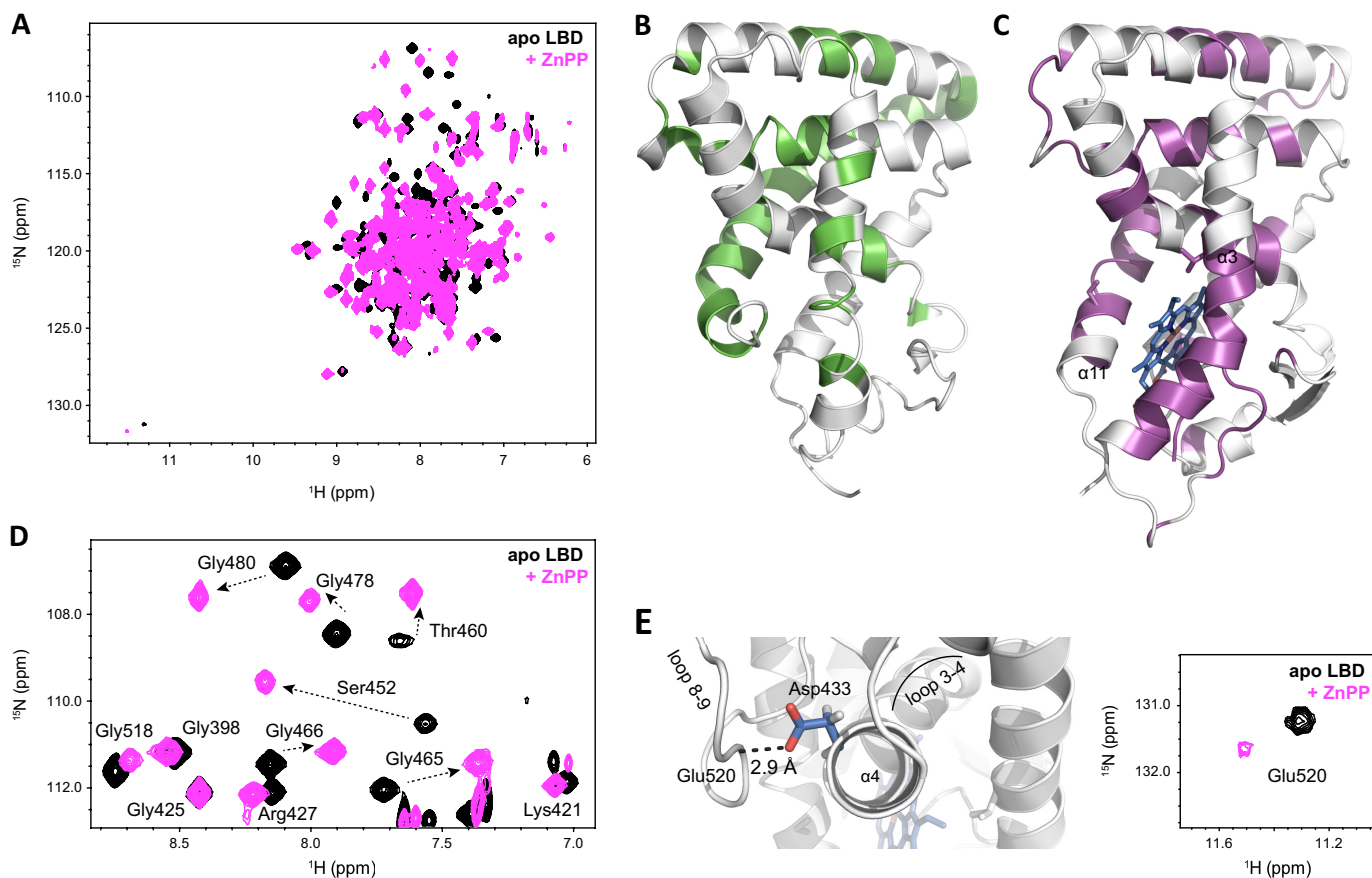 A
apo LBD
+ ZnPP
110.0
115.0
120.0
125.0
130.0
¹⁵N (ppm)
11
10
9
8
7
6
¹H (ppm)
B
C
α3
α11
D
apo LBD
+ ZnPP
Gly480
Gly478
Thr460
Ser452
Gly518
Gly398
Gly466
Gly465
Gly425
Arg427
Lys421
108.0
110.0
112.0
¹⁵N (ppm)
8.5
8.0
7.5
7.0
¹H (ppm)
E
loop 8-9
Asp433
loop 3-4
Glu520
2.9 Å
α4
apo LBD
+ ZnPP
131.0
132.0
¹⁵N (ppm)
Glu520
11.6
11.2
¹H (ppm)